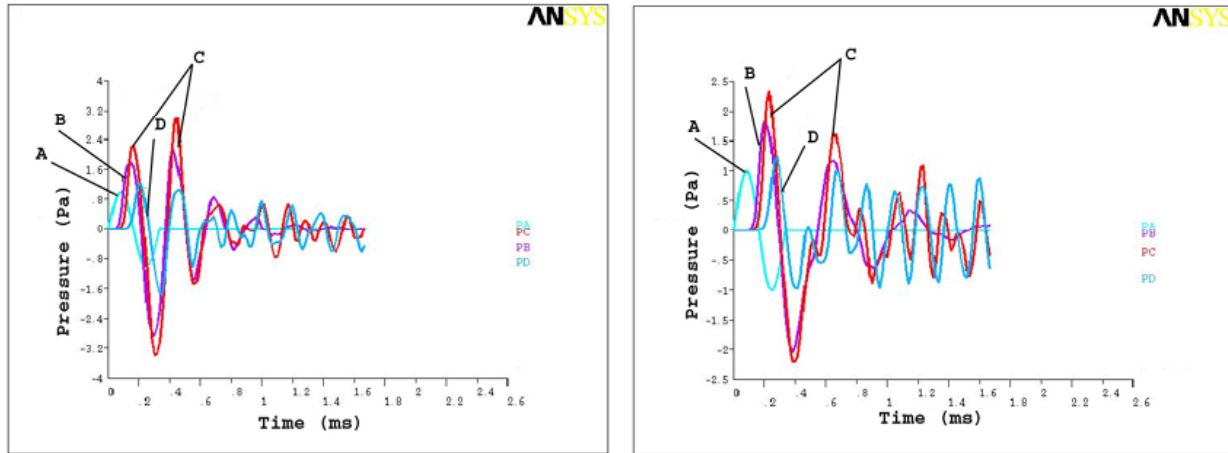 ANSYS
C
4
3.2
B
D
2.4
A
1.6
.8
0
-.8
-1.6
-2.4
-3.2
-4
Pressure (Pa)
PA
PC
PB
PD
0 .4 .8 1.2 1.6 2 2.4
.2 .6 1 1.4 1.8 2.2 2.6
Time (ms)
ANSYS
C
B
2.5
A
2
D
1.5
1
.5
0
-.5
-1
-1.5
-2
-2.5
Pressure (Pa)
PA
PB
PC
PD
0 .4 .8 1.2 1.6 2 2.4
.2 .6 1 1.4 1.8 2.2 2.6
Time (ms)